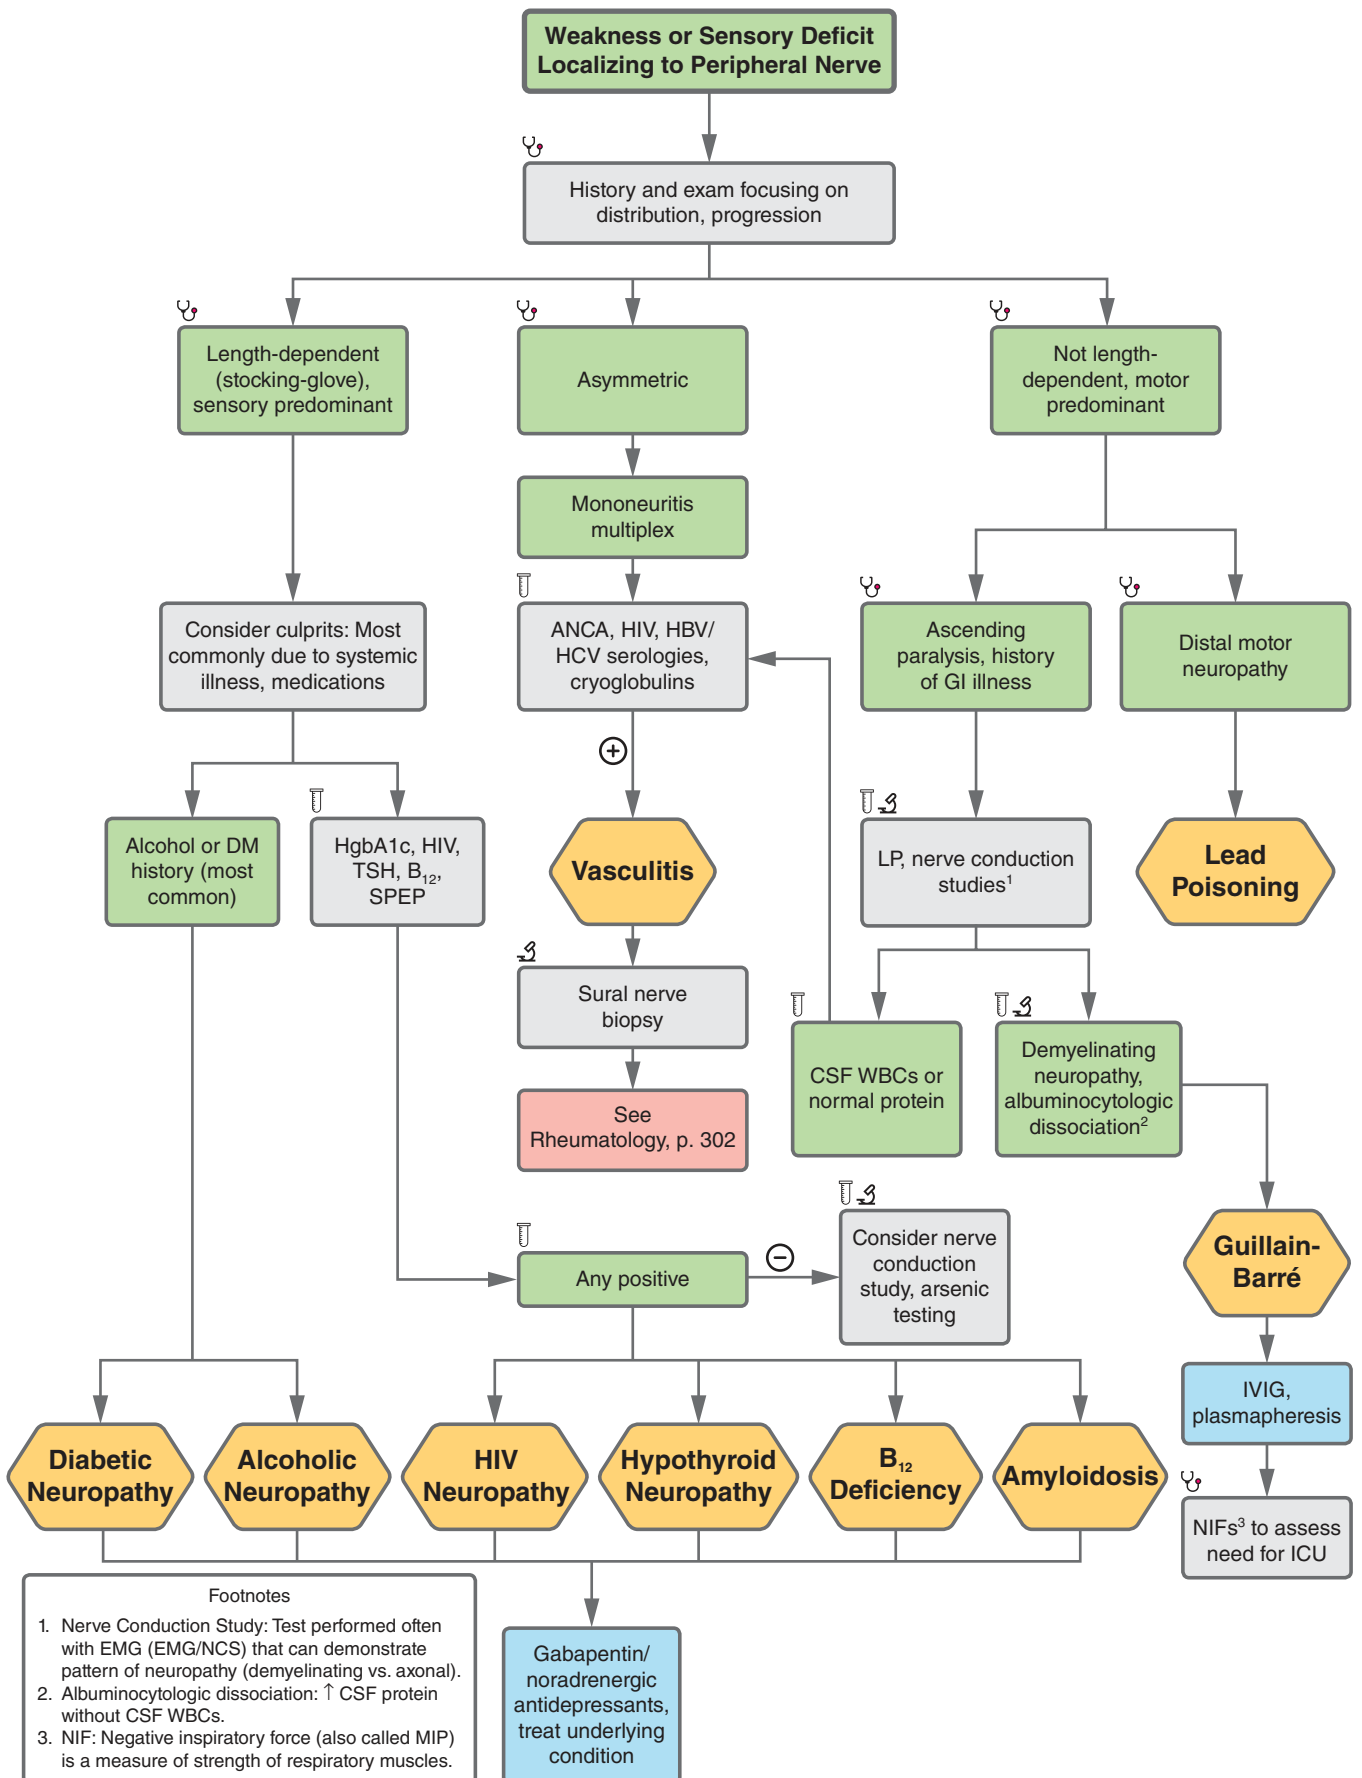 Weakness or Sensory Deficit
Localizing to Peripheral Nerve
History and exam focusing on
distribution, progression
Length-dependent
(stocking-glove),
sensory predominant
Asymmetric
Not length-
dependent, motor
predominant
Mononeuritis
multiplex
Consider culprits: Most
commonly due to systemic
illness, medications
ANCA, HIV, HBV/
HCV serologies,
cryoglobulins
Ascending
paralysis, history
of GI illness
Distal motor
neuropathy
+
Alcohol or DM
history (most
common)
HgbA1c, HIV,
TSH, B₁₂,
SPEP
Vasculitis
LP, nerve conduction
studies¹
Lead
Poisoning
Sural nerve
biopsy
CSF WBCs or
normal protein
Demyelinating
neuropathy,
albuminocytologic
dissociation²
See
Rheumatology, p. 302
Any positive
−
Consider nerve
conduction
study, arsenic
testing
Guillain-
Barré
IVIG,
plasmapheresis
NIFs³ to assess
need for ICU
Diabetic
Neuropathy
Alcoholic
Neuropathy
HIV
Neuropathy
Hypothyroid
Neuropathy
B₁₂
Deficiency
Amyloidosis
Gabapentin/
noradrenergic
antidepressants,
treat underlying
condition
Footnotes
1. Nerve Conduction Study: Test performed often
with EMG (EMG/NCS) that can demonstrate
pattern of neuropathy (demyelinating vs. axonal).
2. Albuminocytologic dissociation: ↑ CSF protein
without CSF WBCs.
3. NIF: Negative inspiratory force (also called MIP)
is a measure of strength of respiratory muscles.